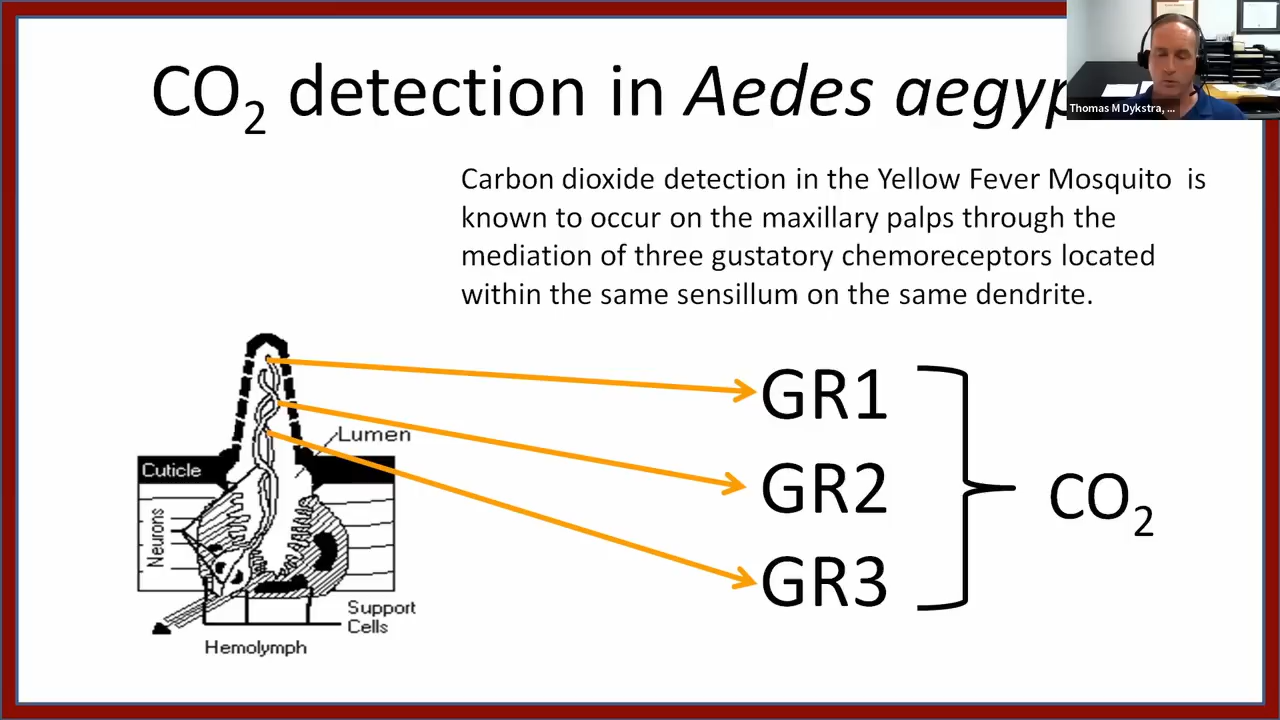 CO₂ detection in Aedes aegyp
Thomas M Dykstra, ...
Carbon dioxide detection in the Yellow Fever Mosquito is
known to occur on the maxillary palps through the
mediation of three gustatory chemoreceptors located
within the same sensillum on the same dendrite.
GR1
Lumen
Cuticle
GR2
CO₂
Neurons
GR3
Support
Cells
Hemolymph